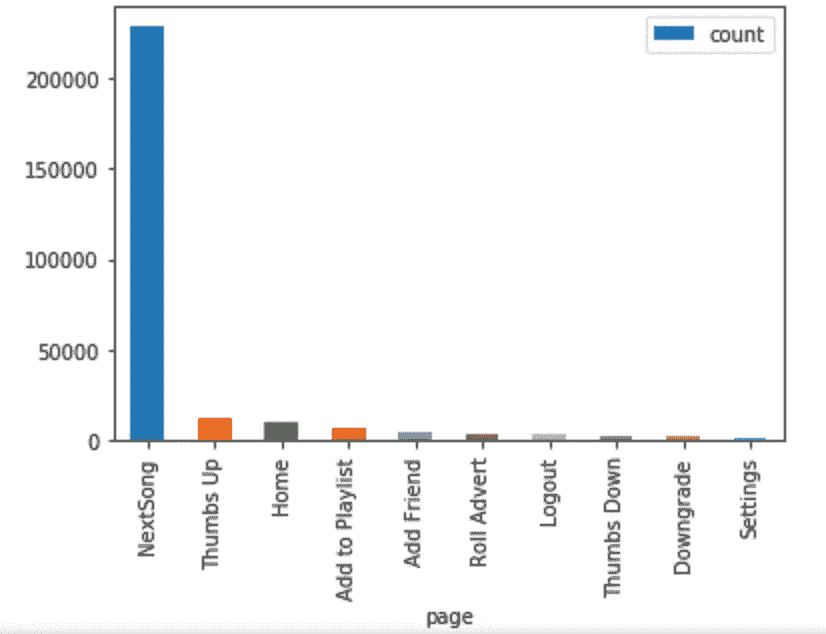 count
200000
150000
100000
50000
0
NextSong
Thumbs Up
Home
Add to Playlist
Add Friend
Roll Advert
Logout
Thumbs Down
Downgrade
Settings
page